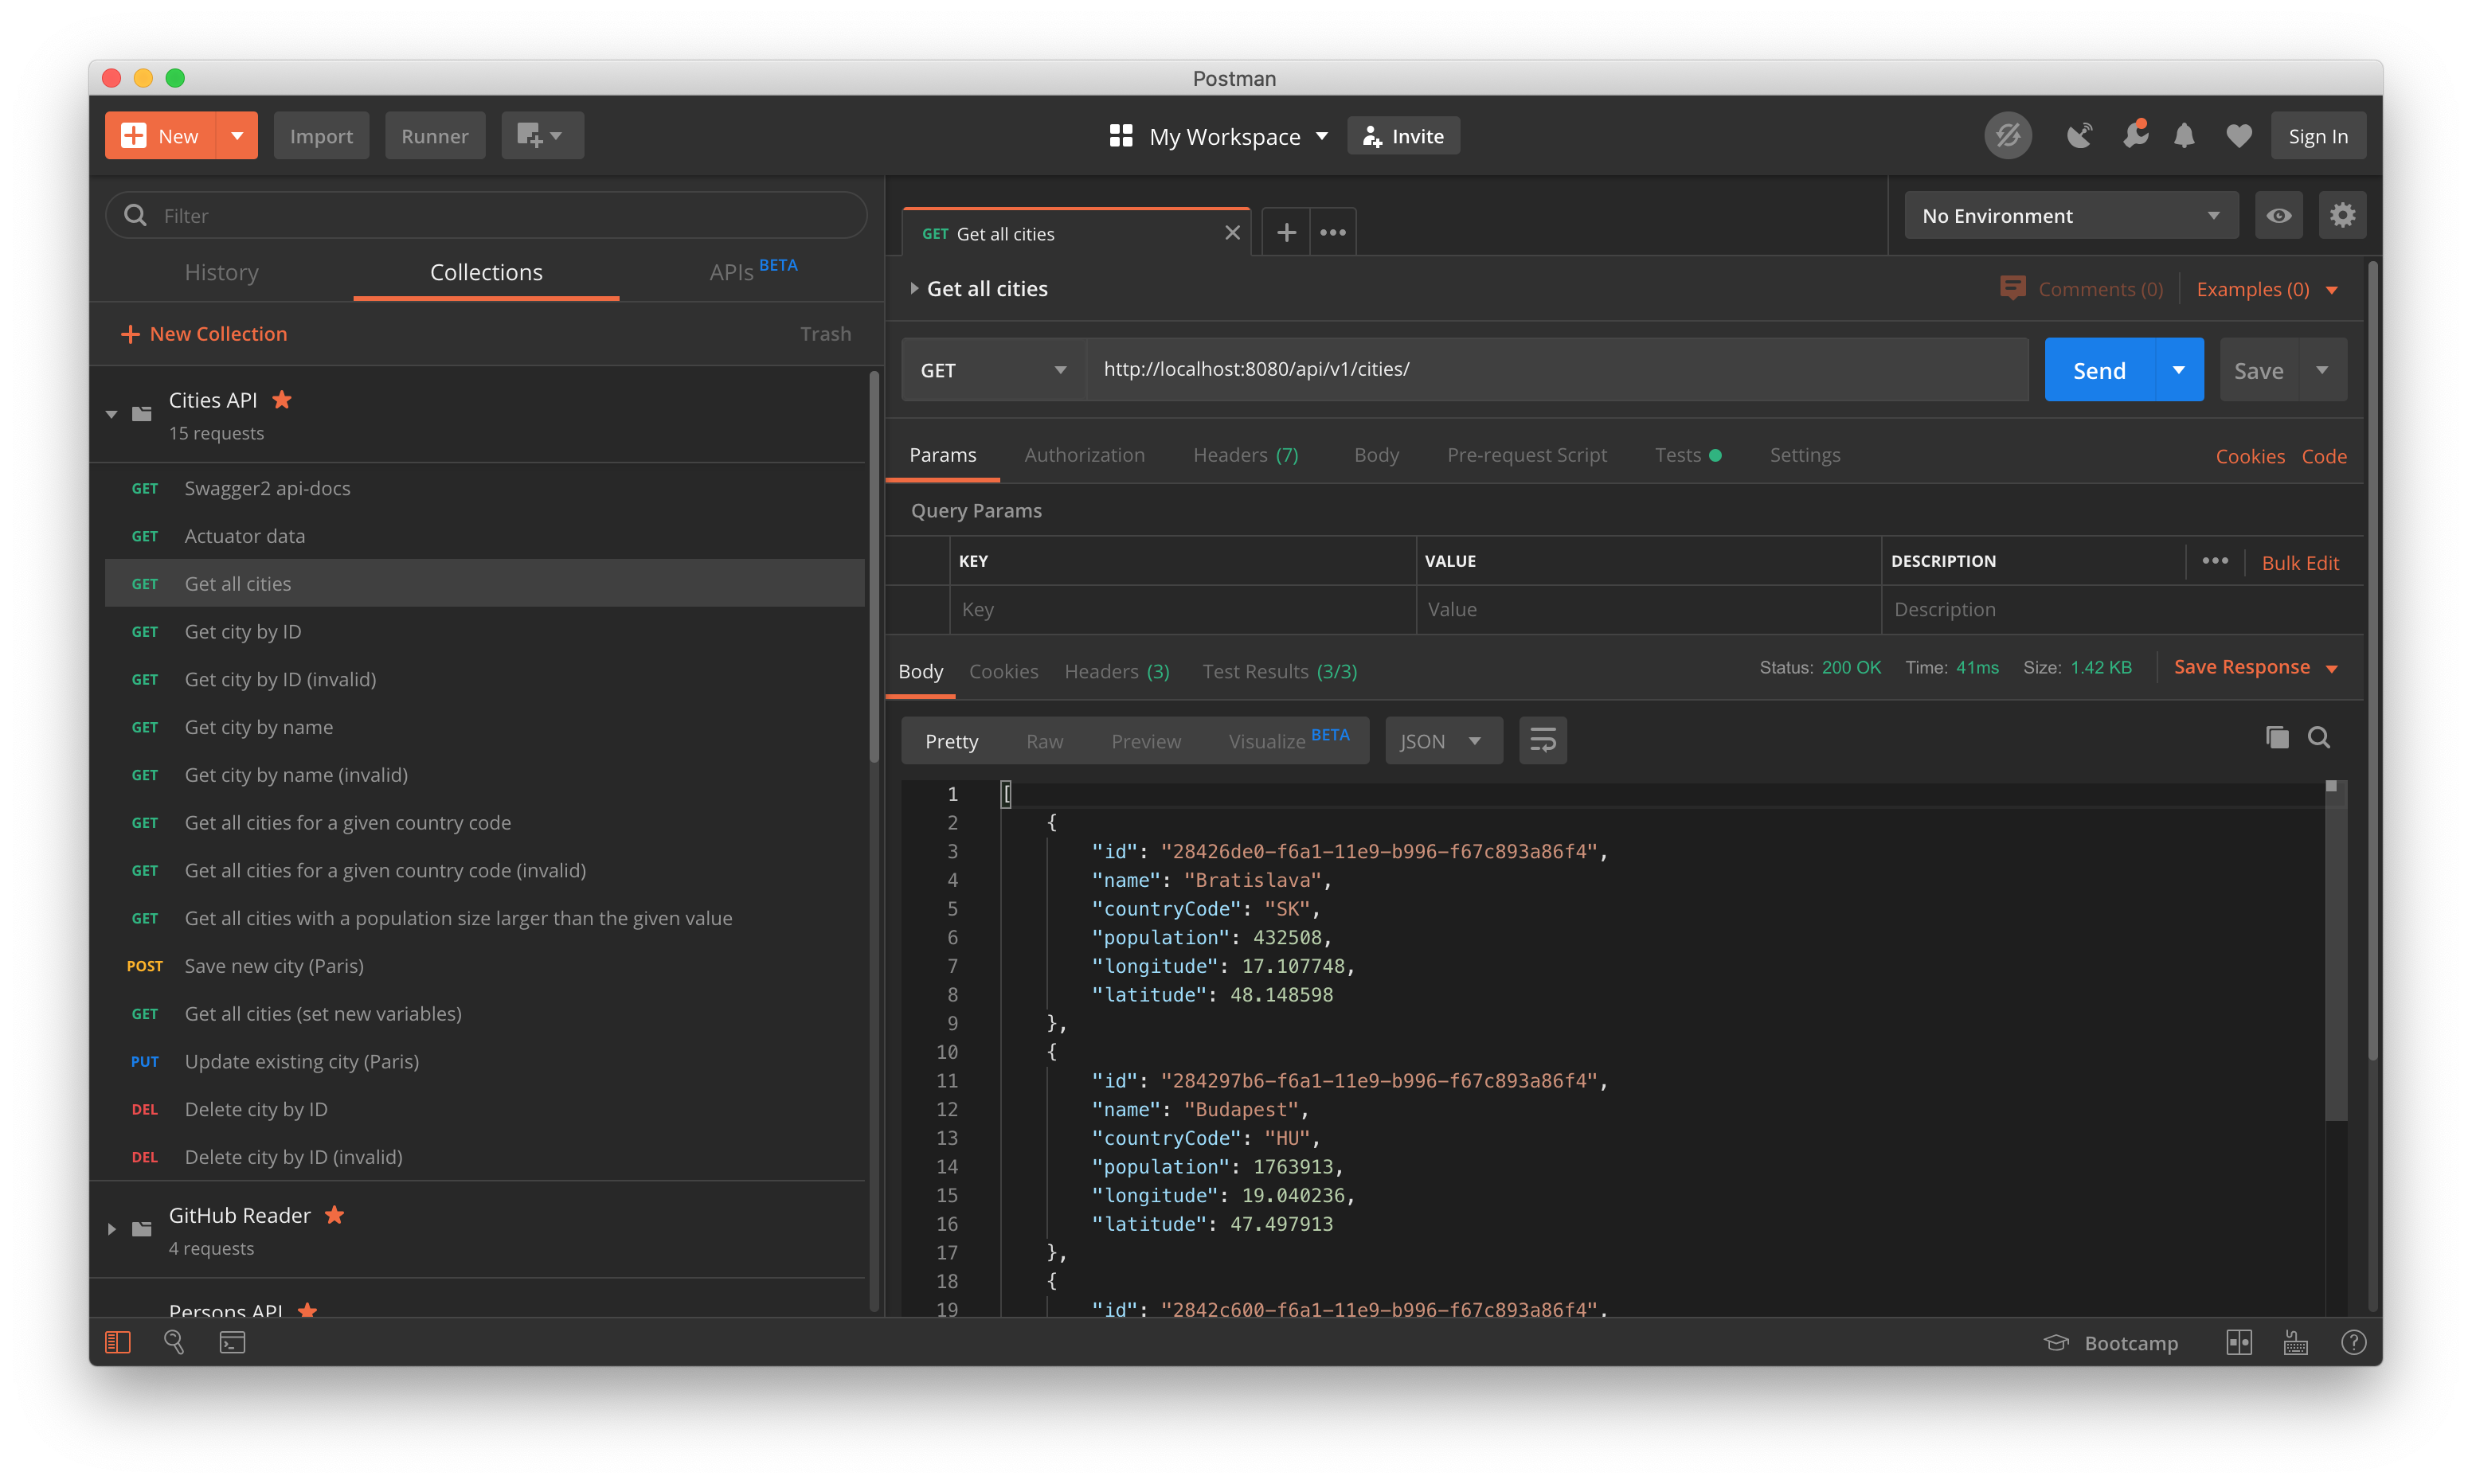 Postman
New Import Runner My Workspace Invite Sign In
Filter
History Collections APIs BETA
New Collection Trash
Cities API
15 requests
GET Swagger2 api-docs
GET Actuator data
GET Get all cities
GET Get city by ID
GET Get city by ID (invalid)
GET Get city by name
GET Get city by name (invalid)
GET Get all cities for a given country code
GET Get all cities for a given country code (invalid)
GET Get all cities with a population size larger than the given value
POST Save new city (Paris)
GET Get all cities (set new variables)
PUT Update existing city (Paris)
DEL Delete city by ID
DEL Delete city by ID (invalid)
GitHub Reader
4 requests
Persons API
GET Get all cities No Environment
Get all cities Comments (0) Examples (0)
GET http://localhost:8080/api/v1/cities/ Send Save
Params Authorization Headers (7) Body Pre-request Script Tests Settings Cookies Code
Query Params
KEY VALUE DESCRIPTION Bulk Edit
Key Value Description
Body Cookies Headers (3) Test Results (3/3) Status: 200 OK Time: 41ms Size: 1.42 KB Save Response
Pretty Raw Preview Visualize BETA JSON
1 [
2 {
3 "id": "28426de0-f6a1-11e9-b996-f67c893a86f4",
4 "name": "Bratislava",
5 "countryCode": "SK",
6 "population": 432508,
7 "longitude": 17.107748,
8 "latitude": 48.148598
9 },
10 {
11 "id": "284297b6-f6a1-11e9-b996-f67c893a86f4",
12 "name": "Budapest",
13 "countryCode": "HU",
14 "population": 1763913,
15 "longitude": 19.040236,
16 "latitude": 47.497913
17 },
18 {
19 "id": "2842c600-f6a1-11e9-b996-f67c893a86f4",
Bootcamp